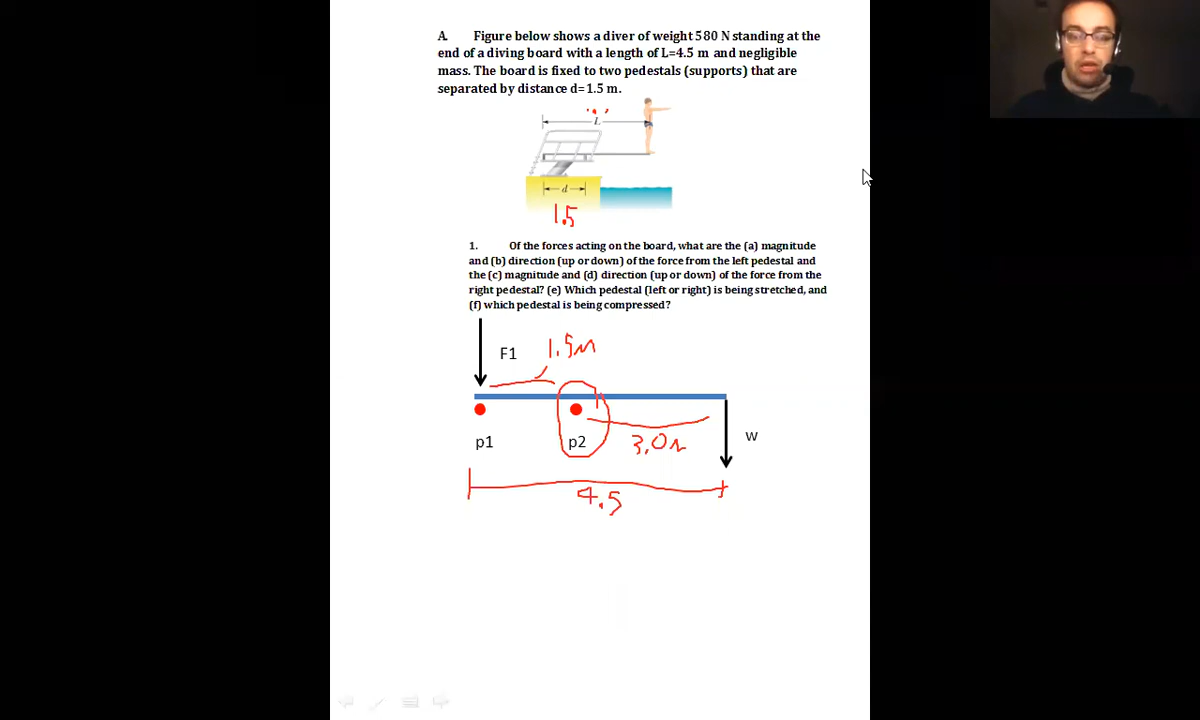 A. Figure below shows a diver of weight 580 N standing at the
end of a diving board with a length of L=4.5 m and negligible
mass. The board is fixed to two pedestals (supports) that are
separated by distance d=1.5 m.
L
d
1.5
1. Of the forces acting on the board, what are the (a) magnitude
and (b) direction (up or down) of the force from the left pedestal and
the (c) magnitude and (d) direction (up or down) of the force from the
right pedestal? (e) Which pedestal (left or right) is being stretched, and
(f) which pedestal is being compressed?
F1
1.5m
p1
p2
3.0m
w
4.5